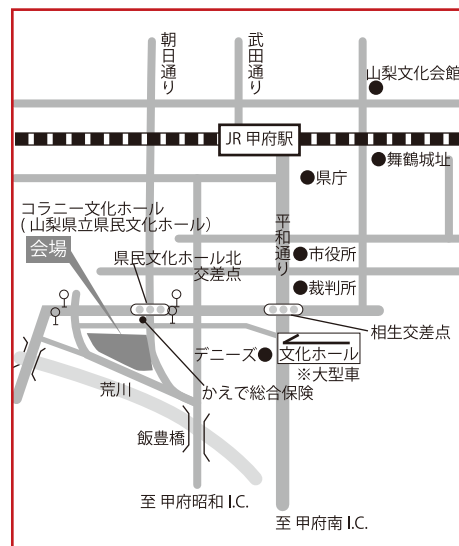 朝日通り
武田通り
山梨文化会館
JR 甲府駅
舞鶴城址
県庁
コラニー文化ホール
(山梨県立県民文化ホール)
会場
平和通り
県民文化ホール北
交差点
市役所
裁判所
相生交差点
デニーズ
文化ホール
※大型車
かえで総合保険
荒川
飯豊橋
至 甲府昭和 I.C.
至 甲府南 I.C.